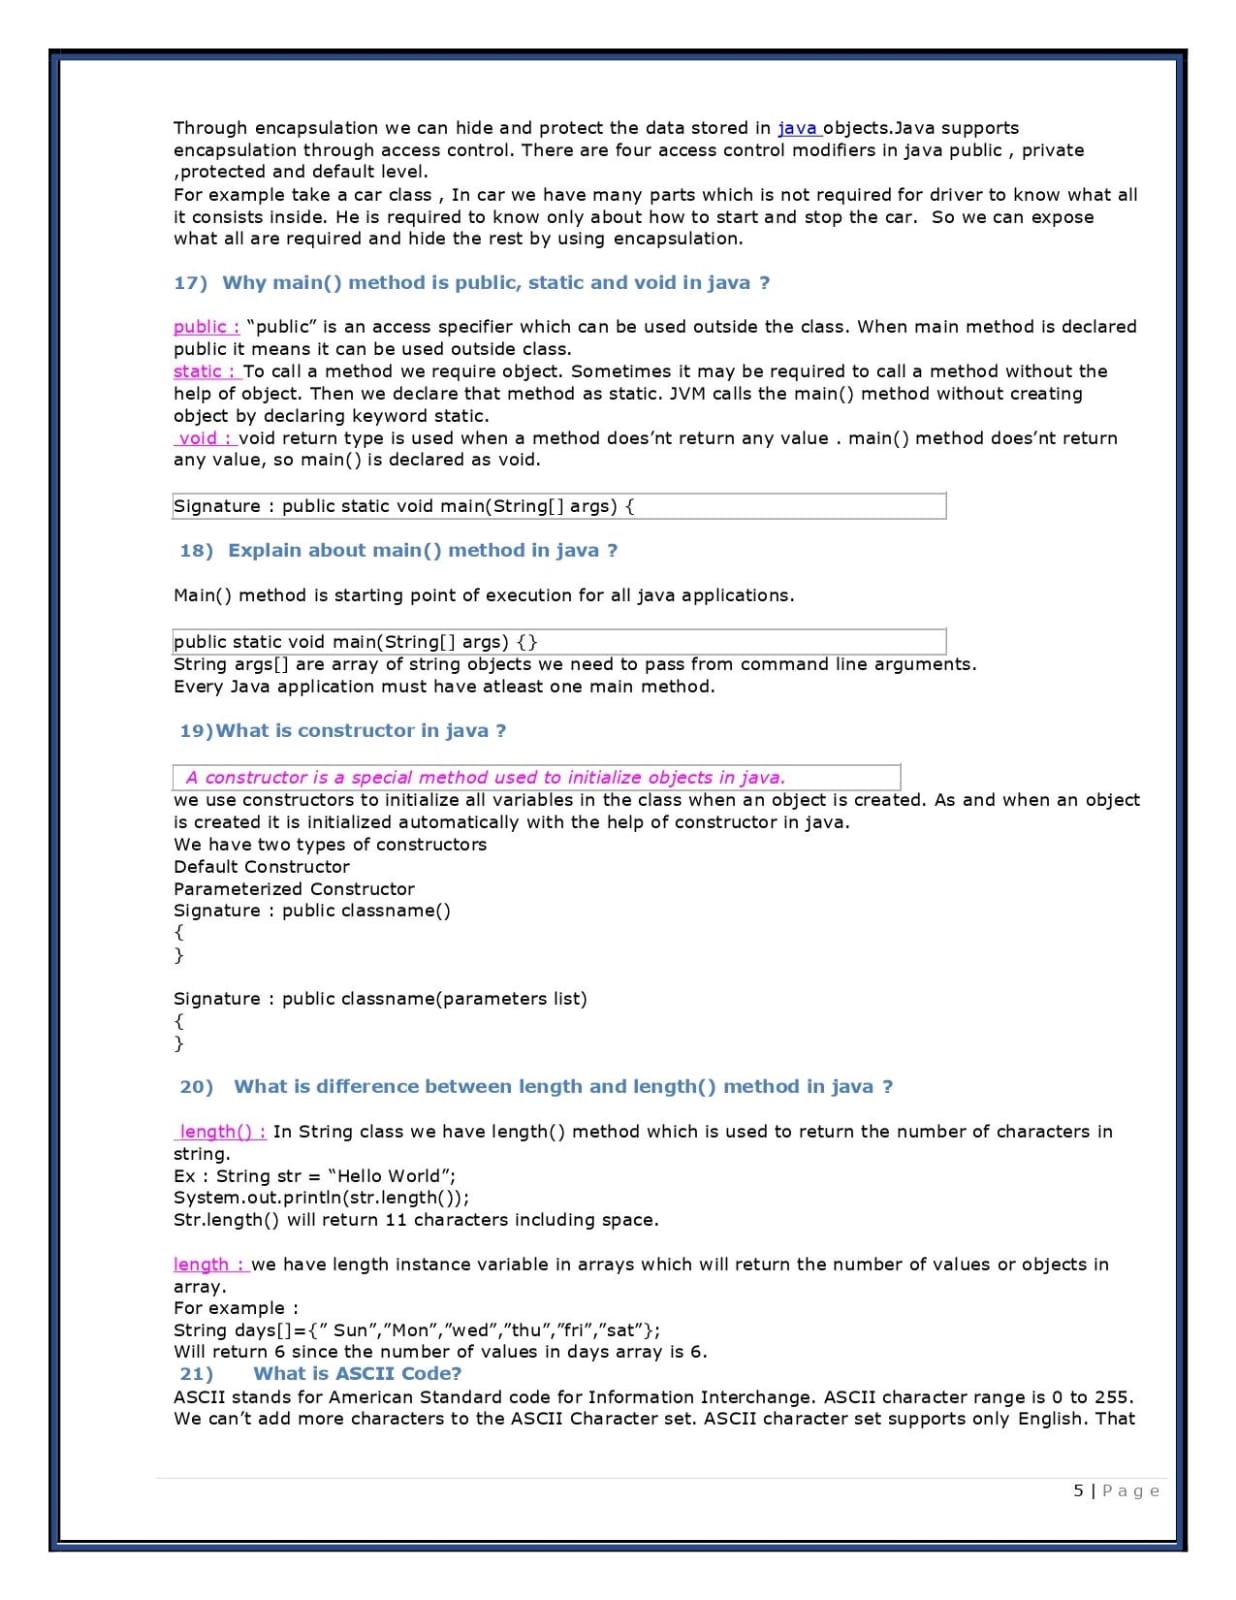 Through encapsulation we can hide and protect the data stored in java objects.Java supports
encapsulation through access control. There are four access control modifiers in java public , private
,protected and default level.
For example take a car class , In car we have many parts which is not required for driver to know what all
it consists inside. He is required to know only about how to start and stop the car.  So we can expose
what all are required and hide the rest by using encapsulation.
17)  Why main() method is public, static and void in java ?
public : “public” is an access specifier which can be used outside the class. When main method is declared
public it means it can be used outside class.
static : To call a method we require object. Sometimes it may be required to call a method without the
help of object. Then we declare that method as static. JVM calls the main() method without creating
object by declaring keyword static.
void : void return type is used when a method does’nt return any value . main() method does’nt return
any value, so main() is declared as void.
Signature : public static void main(String[] args) {
18)  Explain about main() method in java ?
Main() method is starting point of execution for all java applications.
public static void main(String[] args) {}
String args[] are array of string objects we need to pass from command line arguments.
Every Java application must have atleast one main method.
19)What is constructor in java ?
A constructor is a special method used to initialize objects in java.
we use constructors to initialize all variables in the class when an object is created. As and when an object
is created it is initialized automatically with the help of constructor in java.
We have two types of constructors
Default Constructor
Parameterized Constructor
Signature : public classname()
{
}
Signature : public classname(parameters list)
{
}
20)   What is difference between length and length() method in java ?
length() : In String class we have length() method which is used to return the number of characters in
string.
Ex : String str = “Hello World”;
System.out.println(str.length());
Str.length() will return 11 characters including space.
length : we have length instance variable in arrays which will return the number of values or objects in
array.
For example :
String days[]={” Sun”,”Mon”,”wed”,”thu”,”fri”,”sat”};
Will return 6 since the number of values in days array is 6.
21)      What is ASCII Code?
ASCII stands for American Standard code for Information Interchange. ASCII character range is 0 to 255.
We can’t add more characters to the ASCII Character set. ASCII character set supports only English. That
5 | P a g e